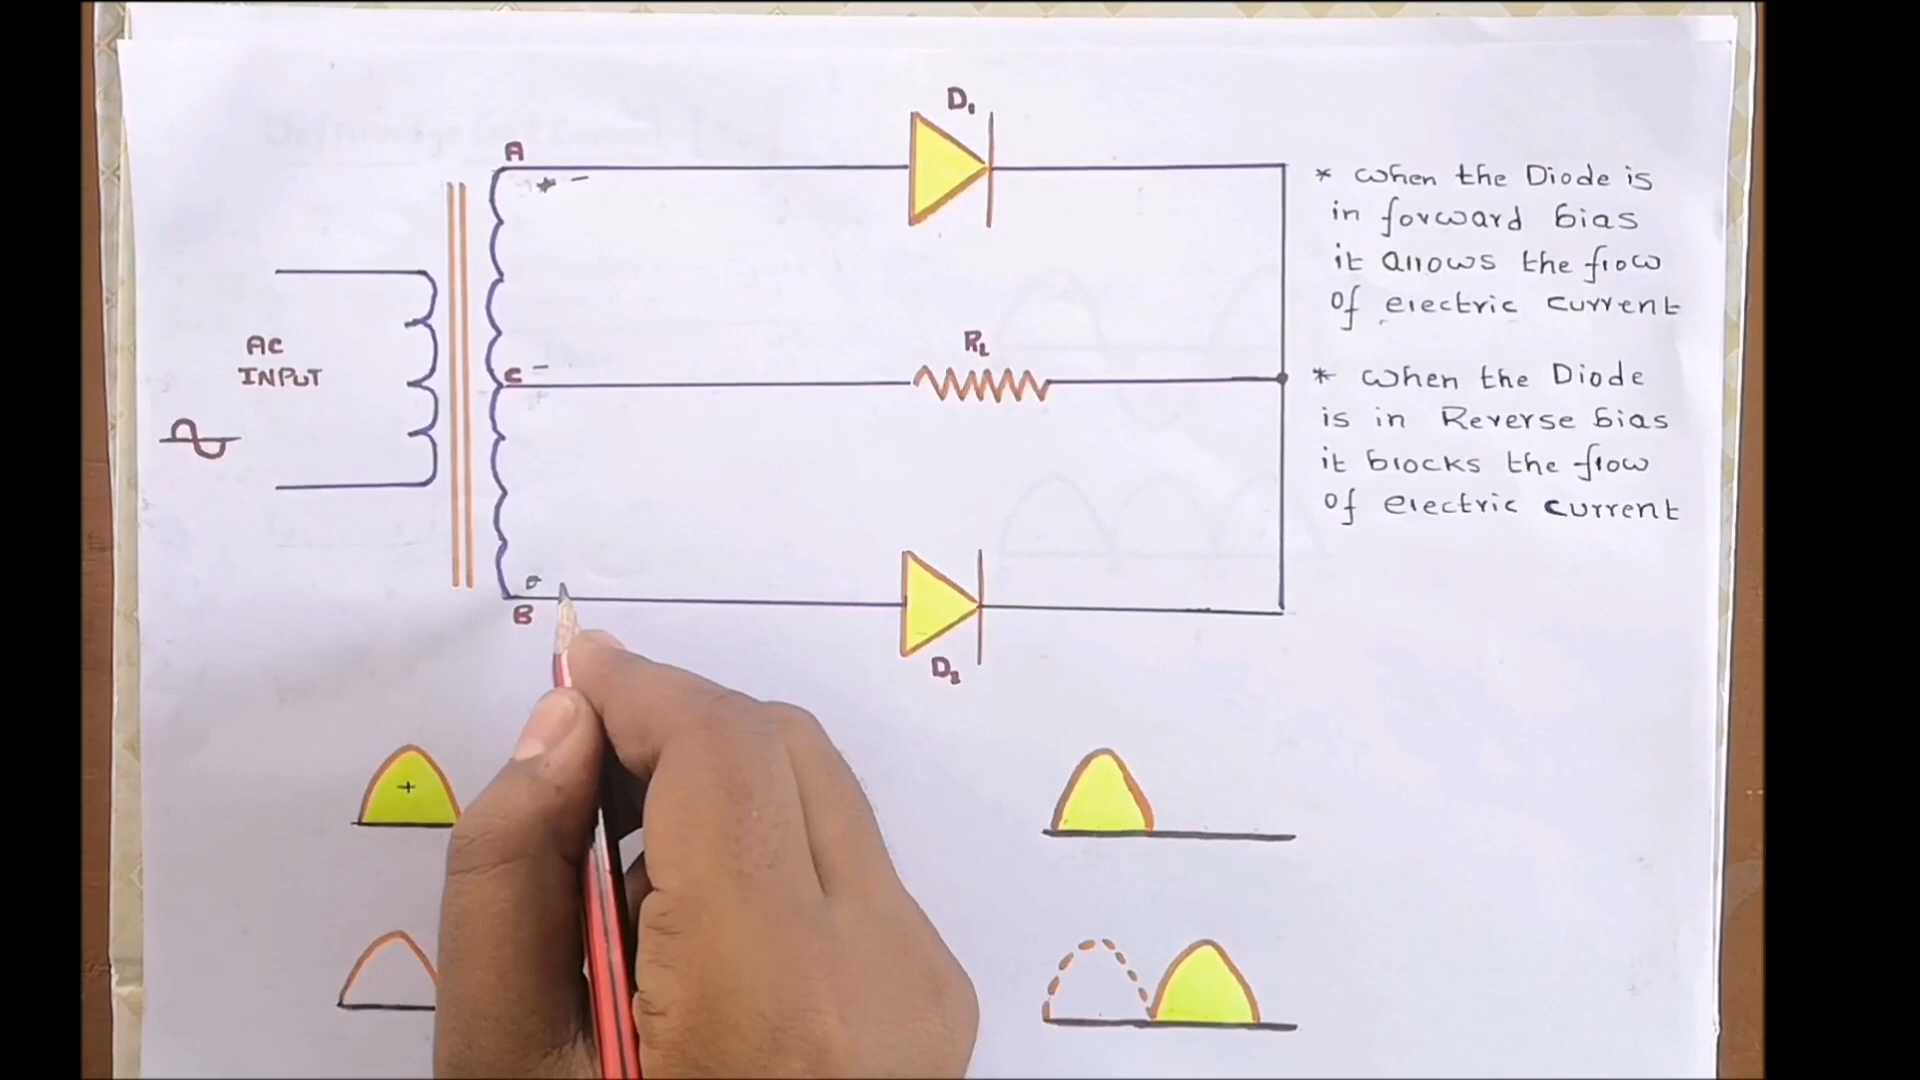 D₁
A
+ −
* when the Diode is
in forward bias
it allows the flow
of electric current
AC
INPUT
RL
C −
* when the Diode
is in Reverse bias
it blocks the flow
of electric current
B
D₂
+